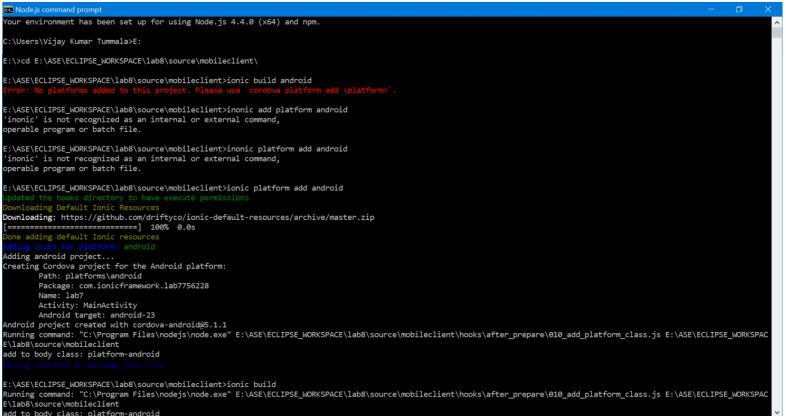 Node.js command prompt
Your environment has been set up for using Node.js 4.4.0 (x64) and npm.
C:\Users\Vijay Kumar Tummala>E:
E:\>cd E:\ASE\ECLIPSE_WORKSPACE\lab8\source\mobileclient\
E:\ASE\ECLIPSE_WORKSPACE\lab8\source\mobileclient>ionic build android
Error: No platforms added to this project. Please use `cordova platform add <platform>`.
E:\ASE\ECLIPSE_WORKSPACE\lab8\source\mobileclient>inonic add platform android
'inonic' is not recognized as an internal or external command,
operable program or batch file.
E:\ASE\ECLIPSE_WORKSPACE\lab8\source\mobileclient>inonic platform add android
'inonic' is not recognized as an internal or external command,
operable program or batch file.
E:\ASE\ECLIPSE_WORKSPACE\lab8\source\mobileclient>ionic platform add android
Updated the hooks directory to have execute permissions
Downloading Default Ionic Resources
Downloading: https://github.com/driftyco/ionic-default-resources/archive/master.zip
[=============================] 100% 0.0s
Done adding default Ionic resources
Adding icons for platform: android
Adding android project...
Creating Cordova project for the Android platform:
Path: platforms\android
Package: com.ionicframework.lab7756228
Name: lab7
Activity: MainActivity
Android target: android-23
Android project created with cordova-android@5.1.1
Running command: "C:\Program Files\nodejs\node.exe" E:\ASE\ECLIPSE_WORKSPACE\lab8\source\mobileclient\hooks\after_prepare\010_add_platform_class.js E:\ASE\ECLIPSE_WORKSPAC
E\lab8\source\mobileclient
add to body class: platform-android
Saving platform to package.json file
E:\ASE\ECLIPSE_WORKSPACE\lab8\source\mobileclient>ionic build
Running command: "C:\Program Files\nodejs\node.exe" E:\ASE\ECLIPSE_WORKSPACE\lab8\source\mobileclient\hooks\after_prepare\010_add_platform_class.js E:\ASE\ECLIPSE_WORKSPAC
E\lab8\source\mobileclient
add to body class: platform-android